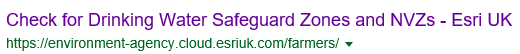 Check for Drinking Water Safeguard Zones and NVZs - Esri UK
https://environment-agency.cloud.esriuk.com/farmers/